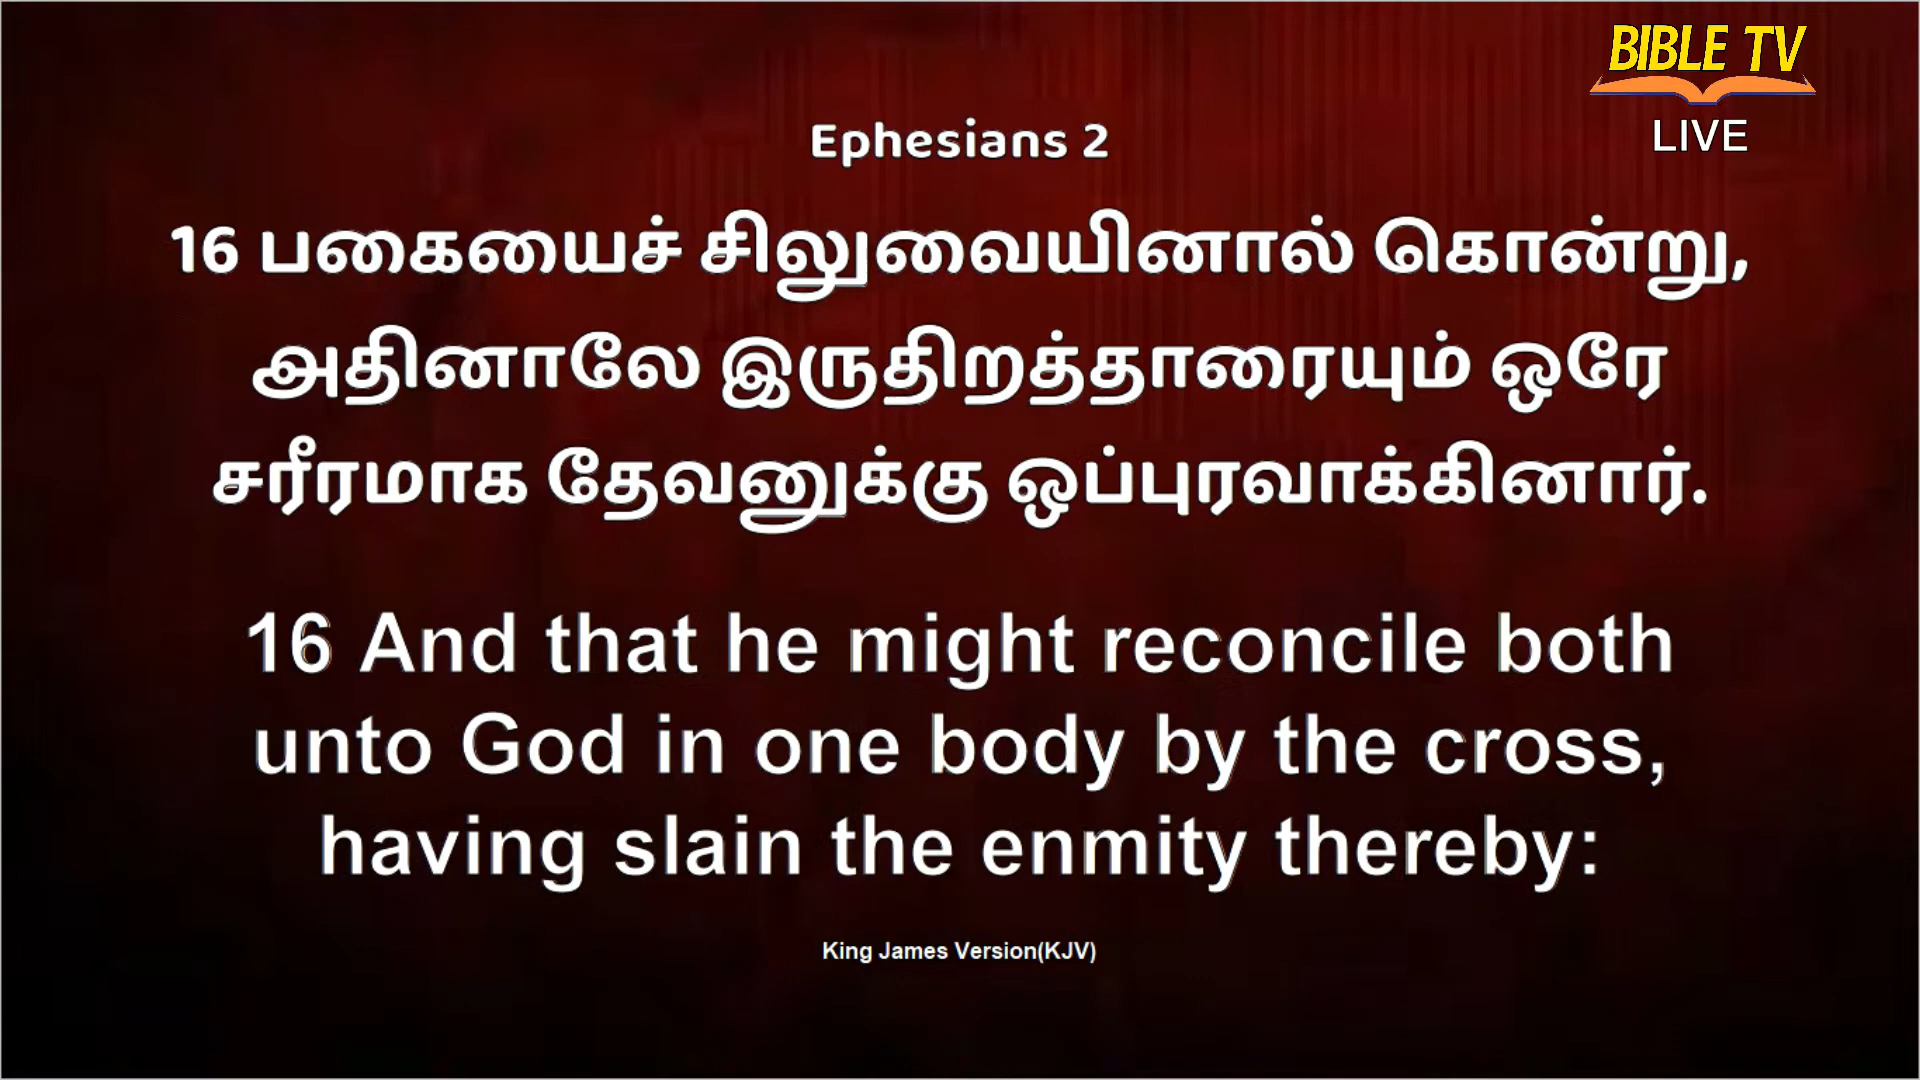 BIBLE TV
LIVE
Ephesians 2
16 பகையைச் சிலுவையினால் கொன்று,
அதினாலே இருதிறத்தாரையும் ஒரே
சரீரமாக தேவனுக்கு ஒப்புரவாக்கினார்.
16 And that he might reconcile both
unto God in one body by the cross,
having slain the enmity thereby:
King James Version(KJV)